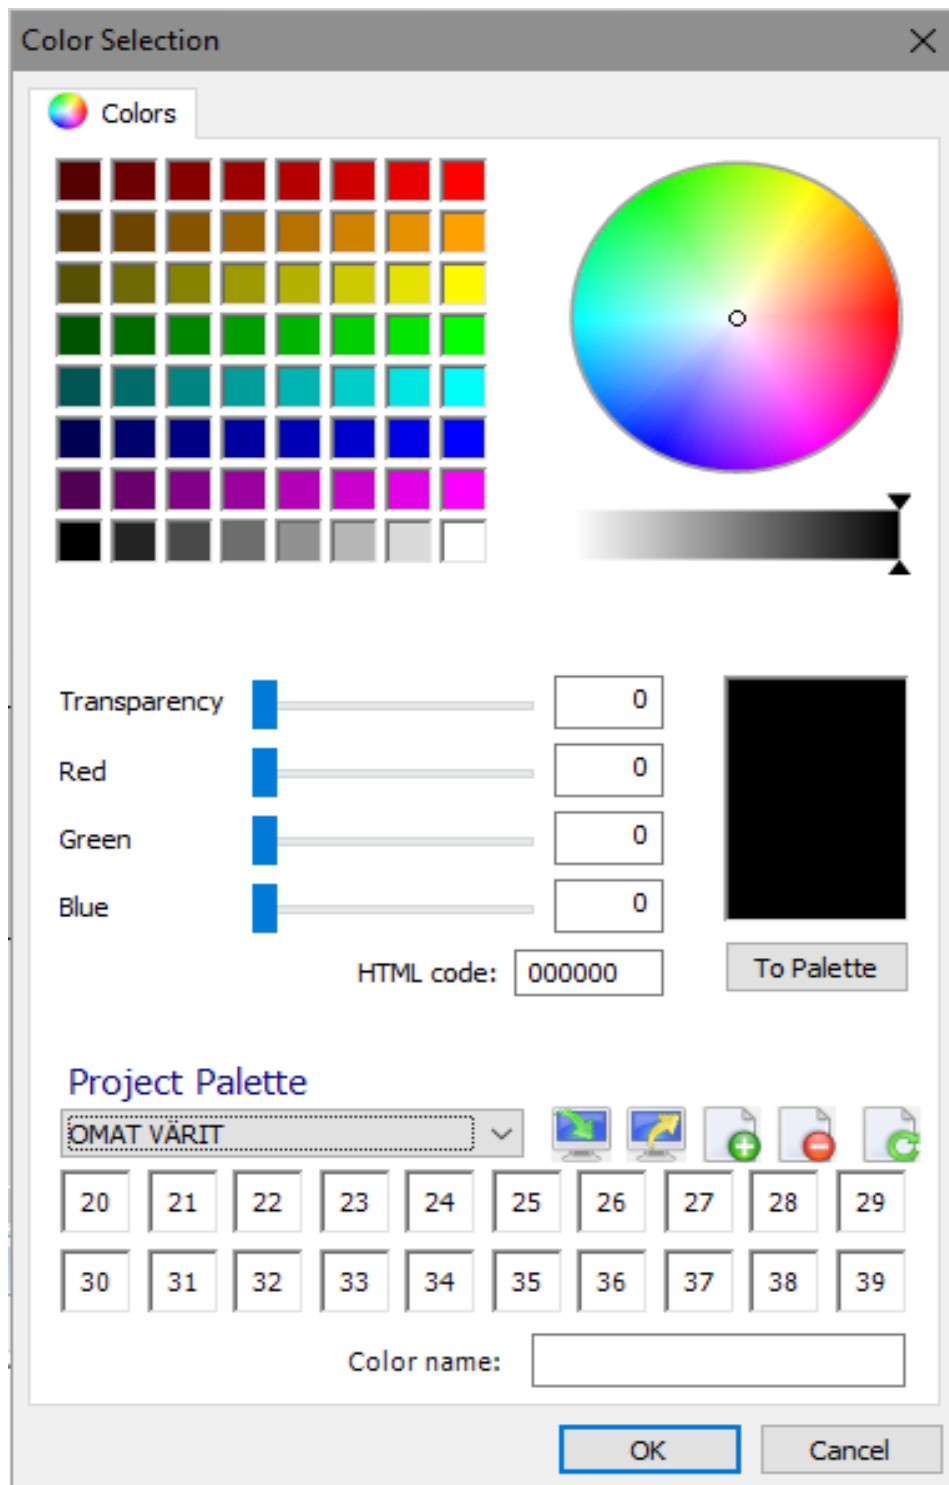 Color Selection
Colors
Transparency 0
Red 0
Green 0
Blue 0
HTML code: 000000
To Palette
Project Palette
OMAT VÄRIT
20 21 22 23 24 25 26 27 28 29
30 31 32 33 34 35 36 37 38 39
Color name:
OK Cancel